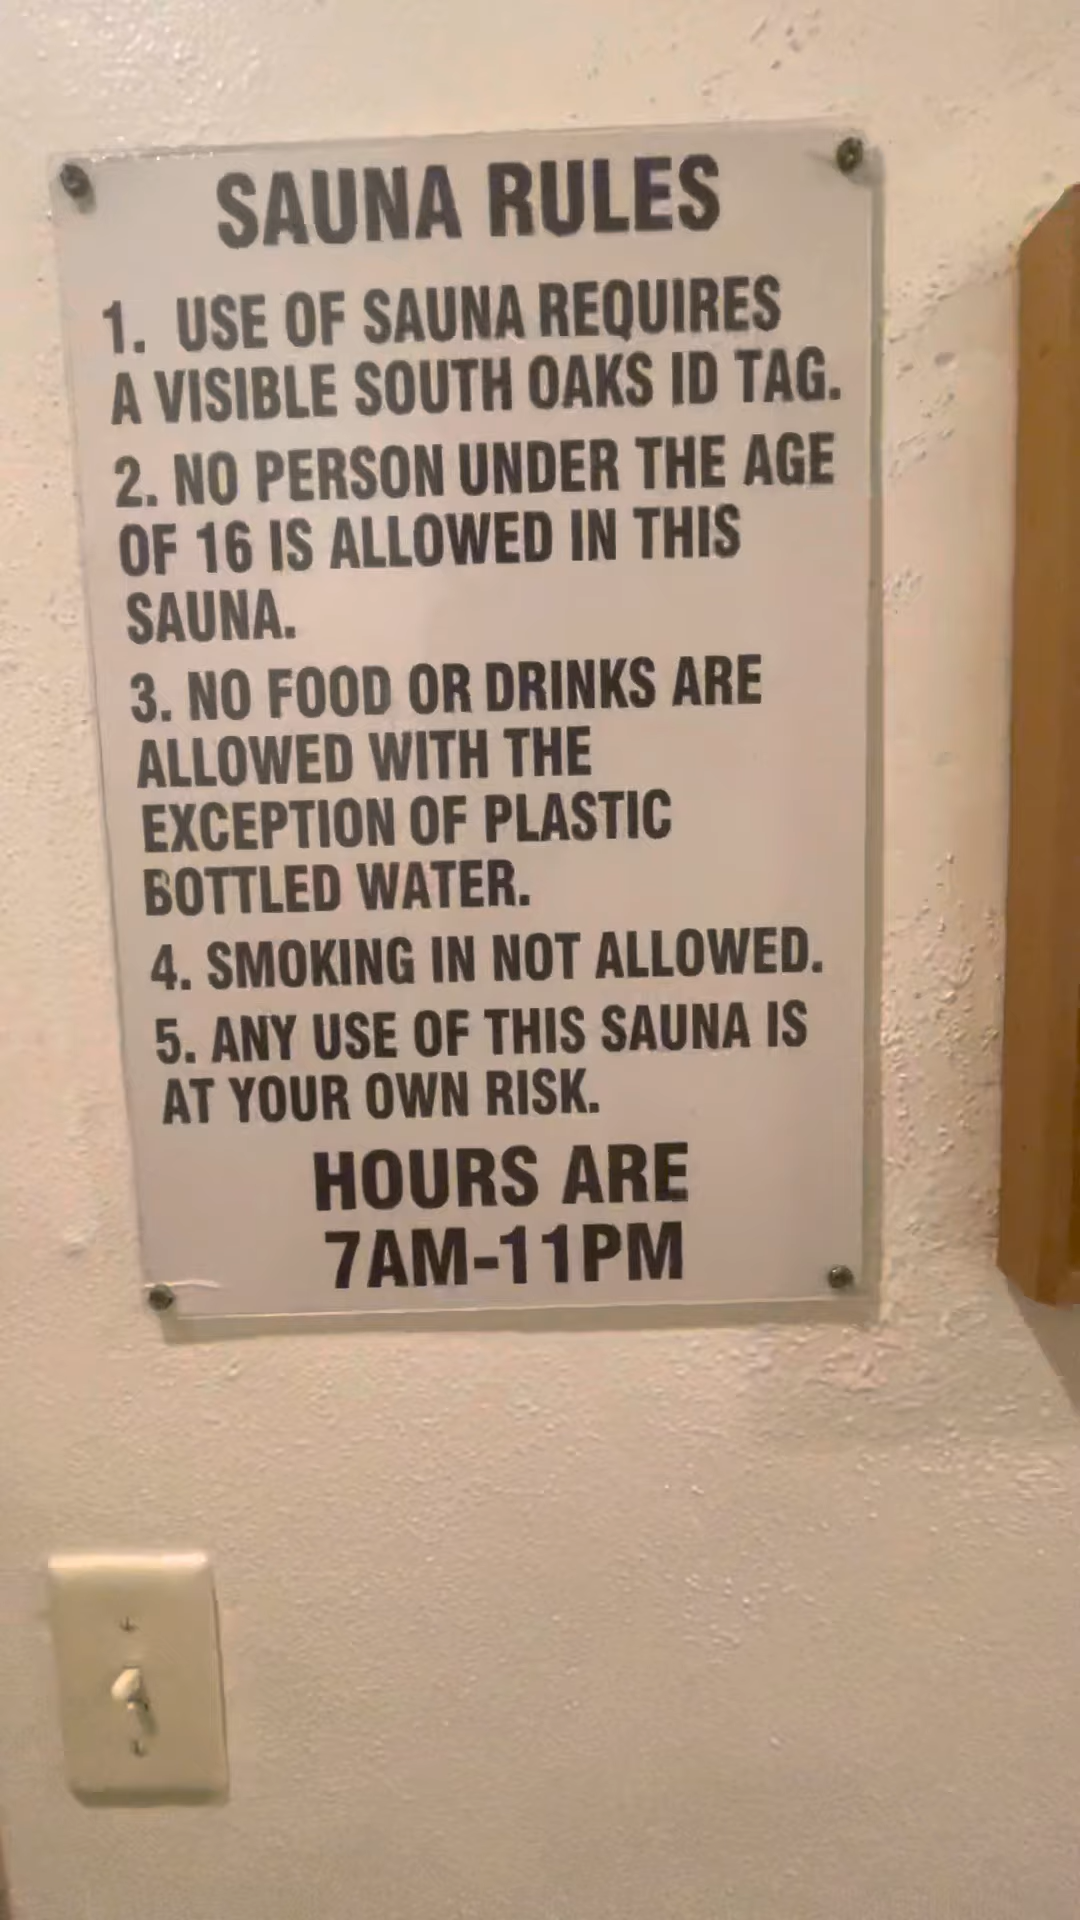 SAUNA RULES
1. USE OF SAUNA REQUIRES
A VISIBLE SOUTH OAKS ID TAG.
2. NO PERSON UNDER THE AGE
OF 16 IS ALLOWED IN THIS
SAUNA.
3. NO FOOD OR DRINKS ARE
ALLOWED WITH THE
EXCEPTION OF PLASTIC
BOTTLED WATER.
4. SMOKING IN NOT ALLOWED.
5. ANY USE OF THIS SAUNA IS
AT YOUR OWN RISK.
HOURS ARE
7AM-11PM